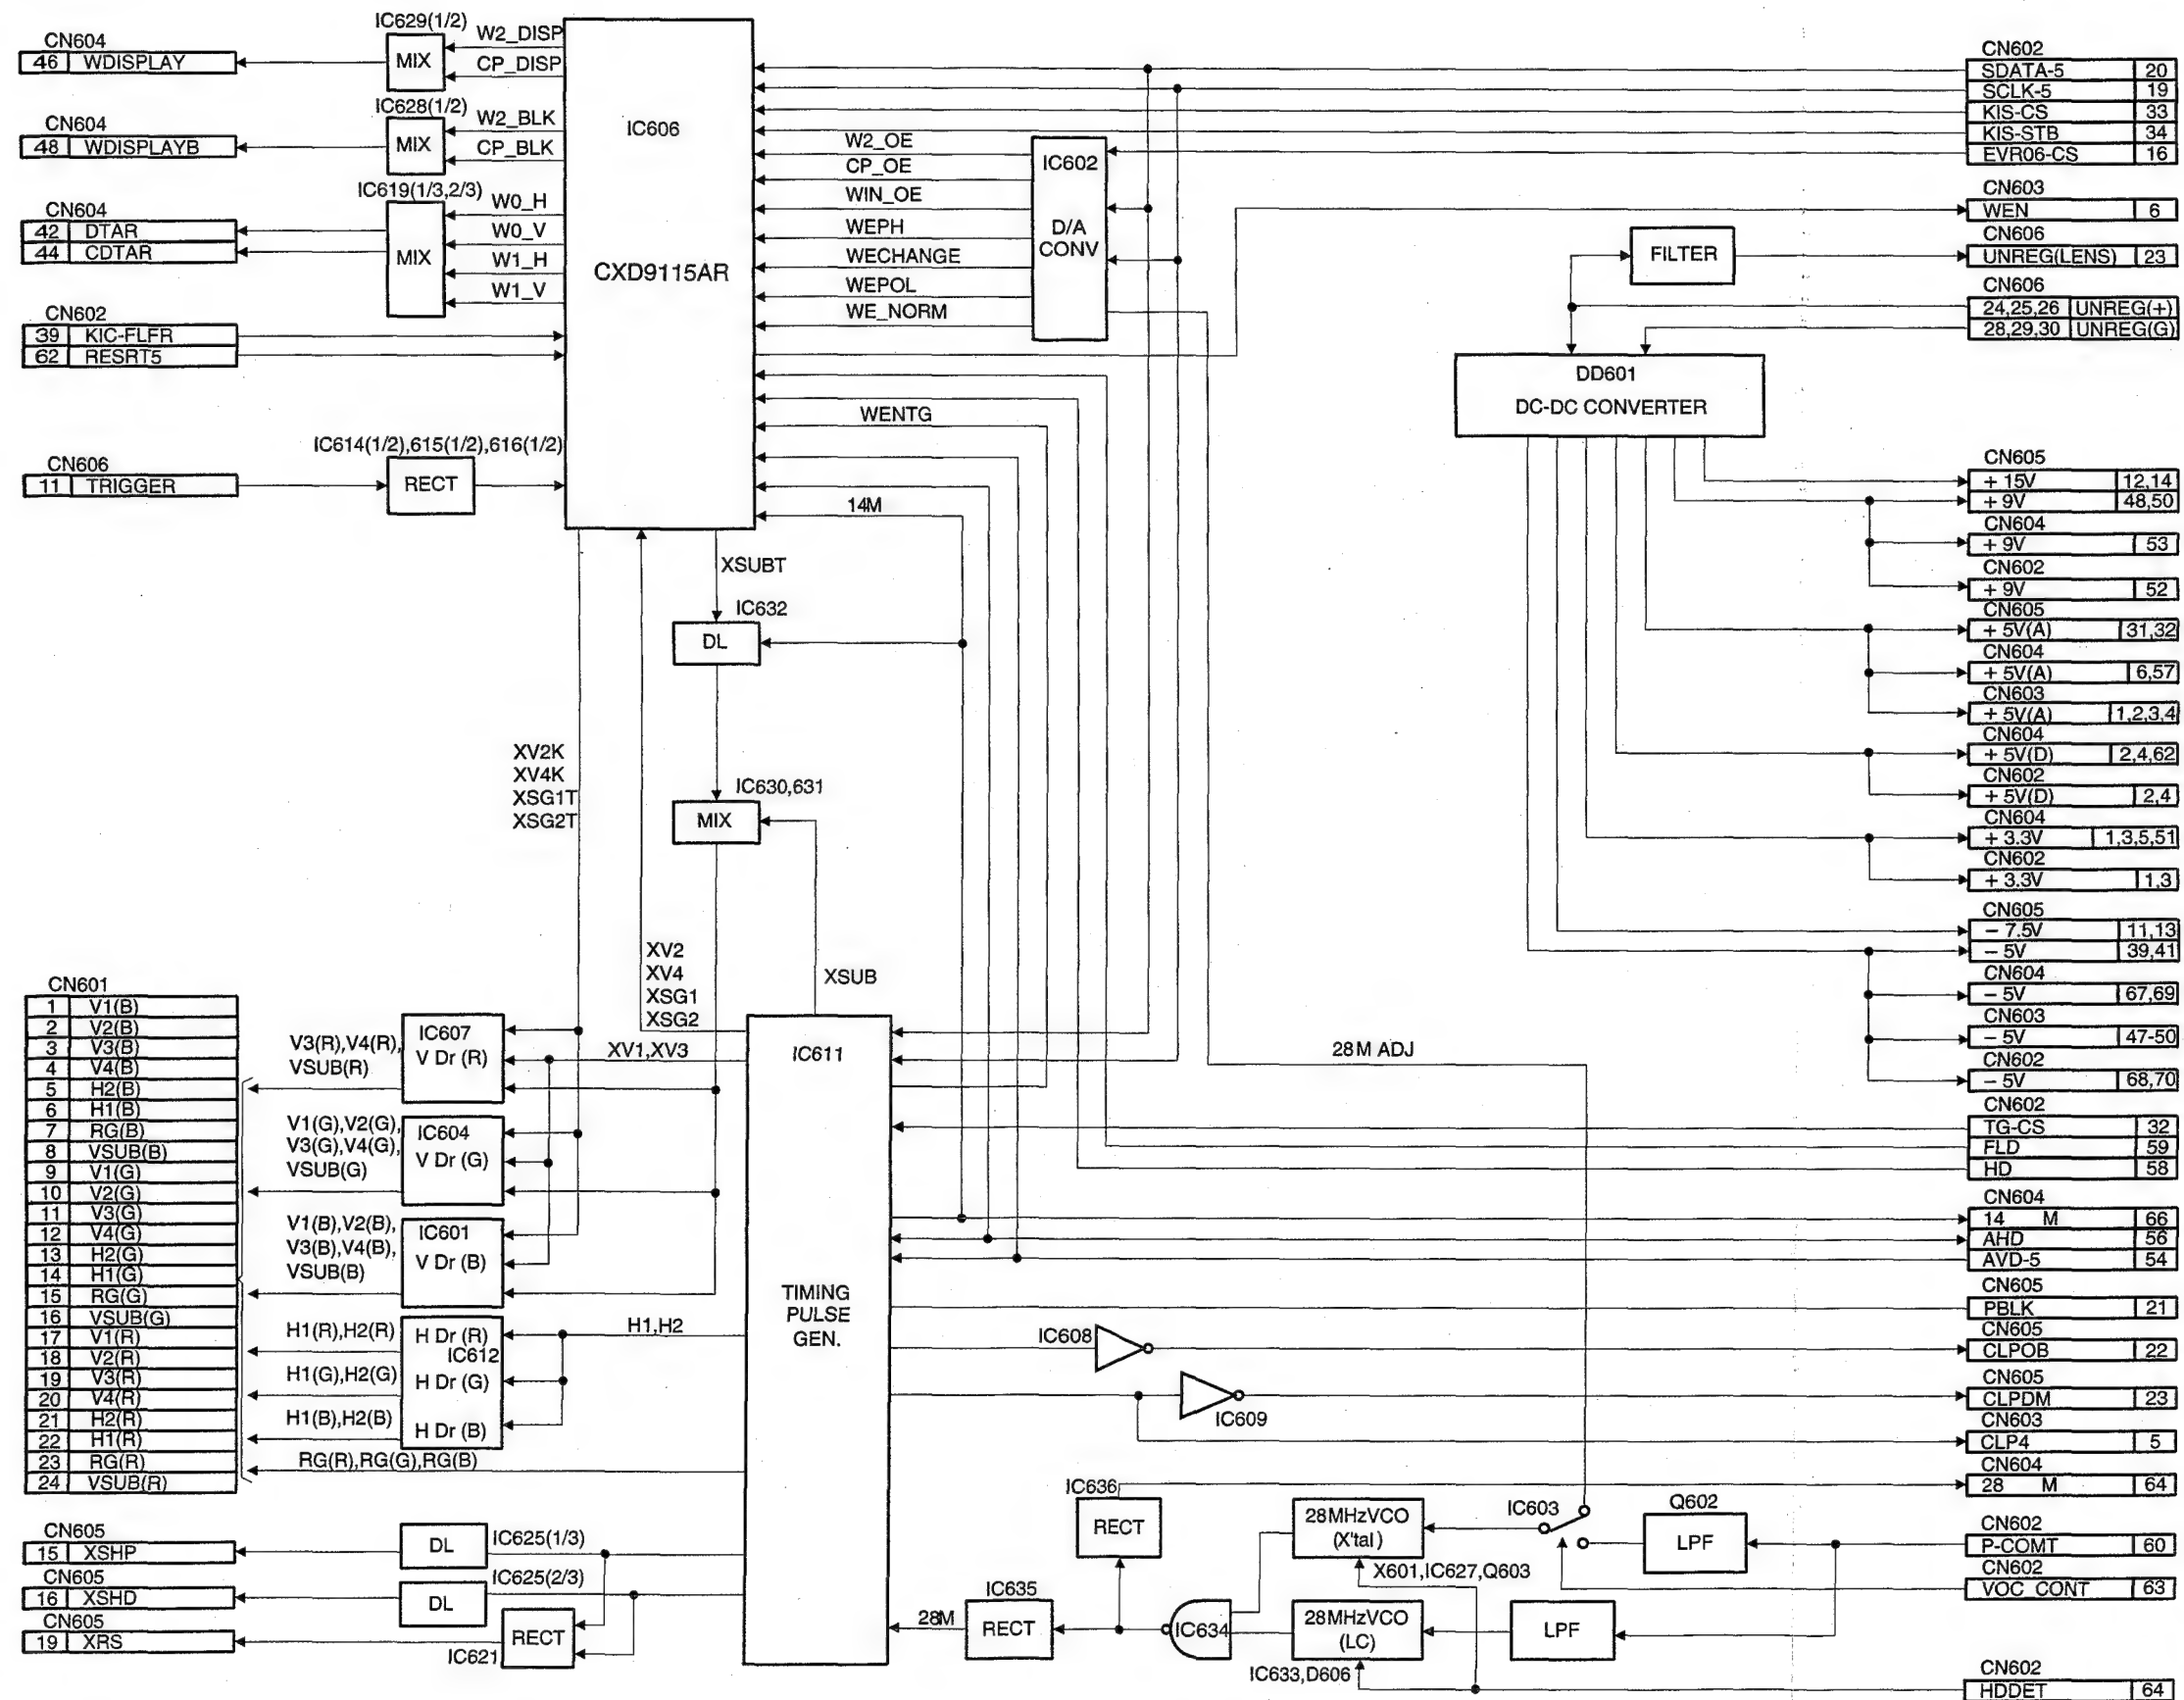 CN604
46 WDISPLAY
IC629(1/2)
MIX
W2_DISP
CP_DISP
CN604
48 WDISPLAYB
IC628(1/2)
MIX
W2_BLK
CP_BLK
CN604
42 DTAR
44 CDTAR
IC619(1/3,2/3)
MIX
W0_H
W0_V
W1_H
W1_V
CN602
39 KIC-FLFR
62 RESRT5
CN606
11 TRIGGER
IC614(1/2),615(1/2),616(1/2)
RECT
IC606
CXD9115AR
W2_OE
CP_OE
WIN_OE
WEPH
WECHANGE
WEPOL
WE_NORM
IC602
D/A
CONV
WENTG
14M
CN602
SDATA-5 20
SCLK-5 19
KIS-CS 33
KIS-STB 34
EVR06-CS 16
CN603
WEN 6
CN606
UNREG(LENS) 23
FILTER
CN606
24,25,26 UNREG(+)
28,29,30 UNREG(G)
DD601
DC-DC CONVERTER
CN605
+ 15V 12,14
+ 9V 48,50
CN604
+ 9V 53
CN602
+ 9V 52
CN605
+ 5V(A) 31,32
CN604
+ 5V(A) 6,57
CN603
+ 5V(A) 1,2,3,4
CN604
+ 5V(D) 2,4,62
CN602
+ 5V(D) 2,4
CN604
+ 3.3V 1,3,5,51
CN602
+ 3.3V 1,3
CN605
- 7.5V 11,13
- 5V 39,41
CN604
- 5V 67,69
CN603
- 5V 47-50
CN602
- 5V 68,70
CN602
TG-CS 32
FLD 59
HD 58
CN604
14 M 66
AHD 56
AVD-5 54
CN605
PBLK 21
CN605
CLPOB 22
CN605
CLPDM 23
CN603
CLP4 5
CN604
28 M 64
CN602
P-COMT 60
CN602
VOC_CONT 63
CN602
HDDET 64
XSUBT
IC632
DL
IC630,631
MIX
XV2K
XV4K
XSG1T
XSG2T
XV2
XV4
XSG1
XSG2
XSUB
28M ADJ
CN601
1 V1(B)
2 V2(B)
3 V3(B)
4 V4(B)
5 H2(B)
6 H1(B)
7 RG(B)
8 VSUB(B)
9 V1(G)
10 V2(G)
11 V3(G)
12 V4(G)
13 H2(G)
14 H1(G)
15 RG(G)
16 VSUB(G)
17 V1(R)
18 V2(R)
19 V3(R)
20 V4(R)
21 H2(R)
22 H1(R)
23 RG(R)
24 VSUB(R)
V3(R),V4(R),
VSUB(R)
IC607
V Dr (R)
XV1,XV3
V1(G),V2(G),
V3(G),V4(G),
VSUB(G)
IC604
V Dr (G)
V1(B),V2(B),
V3(B),V4(B),
VSUB(B)
IC601
V Dr (B)
H1(R),H2(R)
H Dr (R)
IC612
H1,H2
H1(G),H2(G)
H Dr (G)
H1(B),H2(B)
H Dr (B)
RG(R),RG(G),RG(B)
IC611
TIMING
PULSE
GEN.
IC608
IC609
CN605
15 XSHP
DL
IC625(1/3)
CN605
16 XSHD
DL
IC625(2/3)
CN605
19 XRS
RECT
IC621
28M
IC635
RECT
IC636
RECT
IC634
28MHzVCO
(X'tal)
X601,IC627,Q603
28MHzVCO
(LC)
IC633,D606
IC603
Q602
LPF
LPF